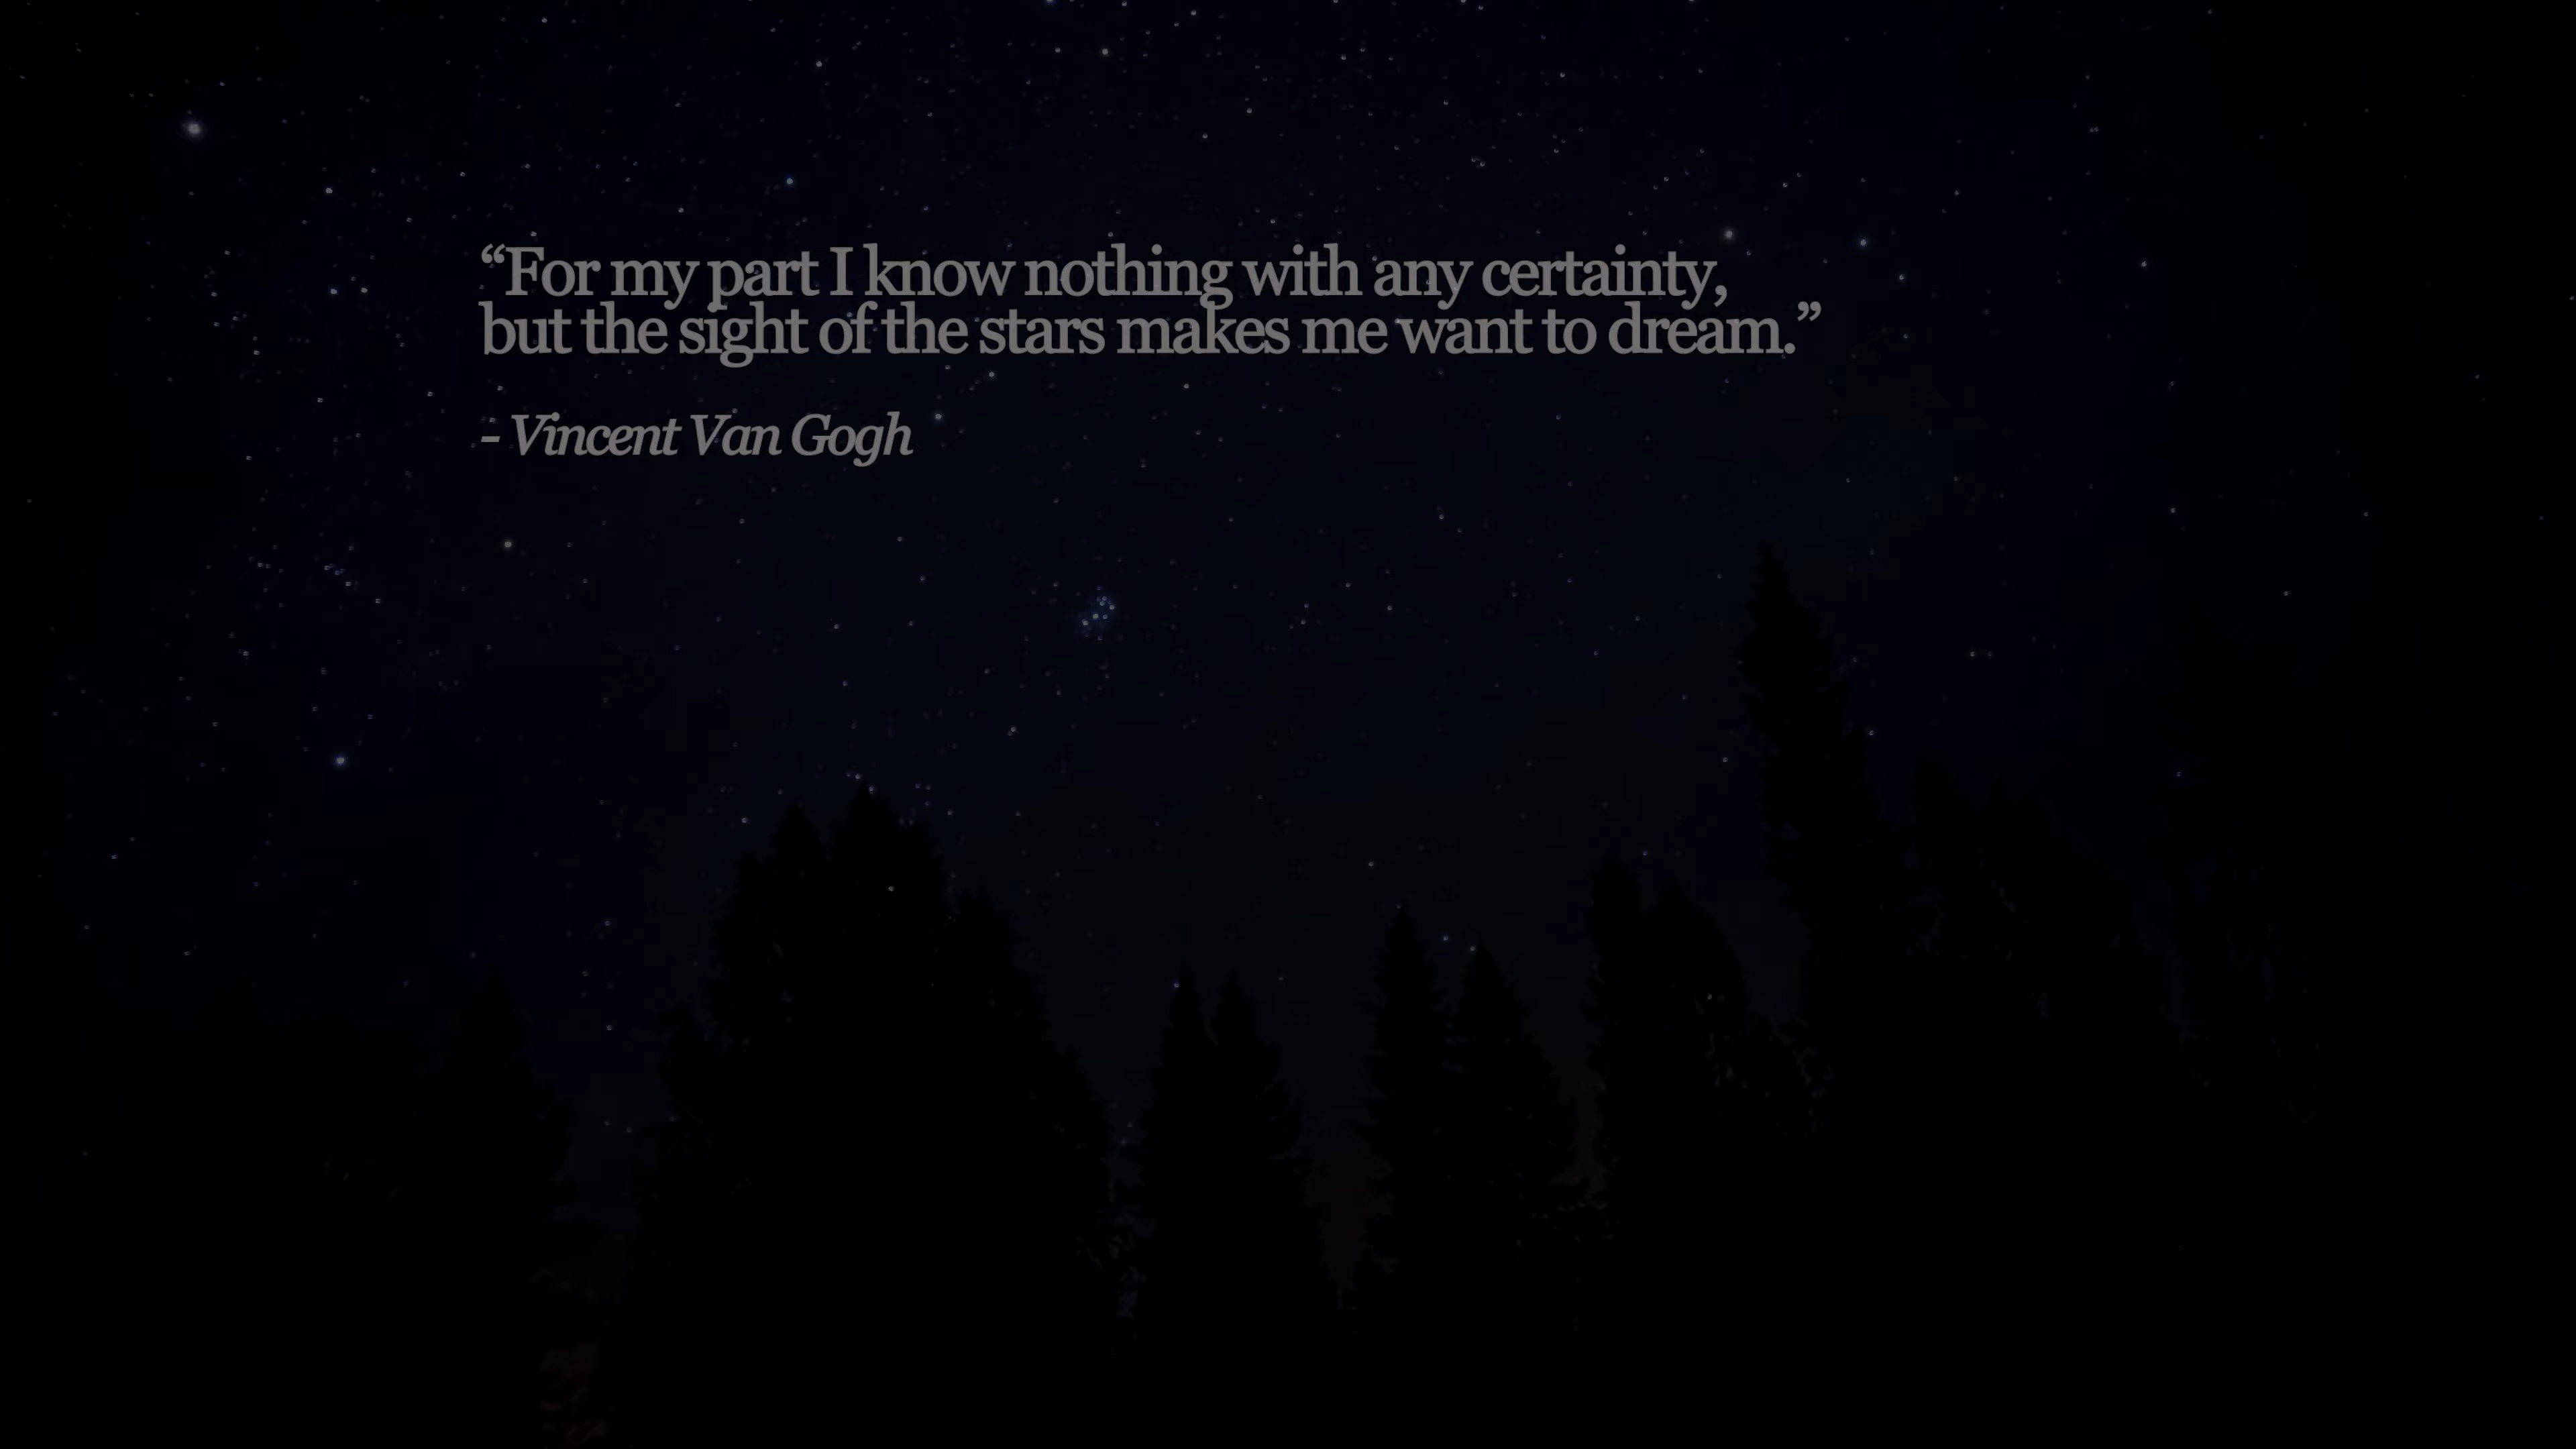 “For my part I know nothing with any certainty,
but the sight of the stars makes me want to dream.”
- Vincent Van Gogh